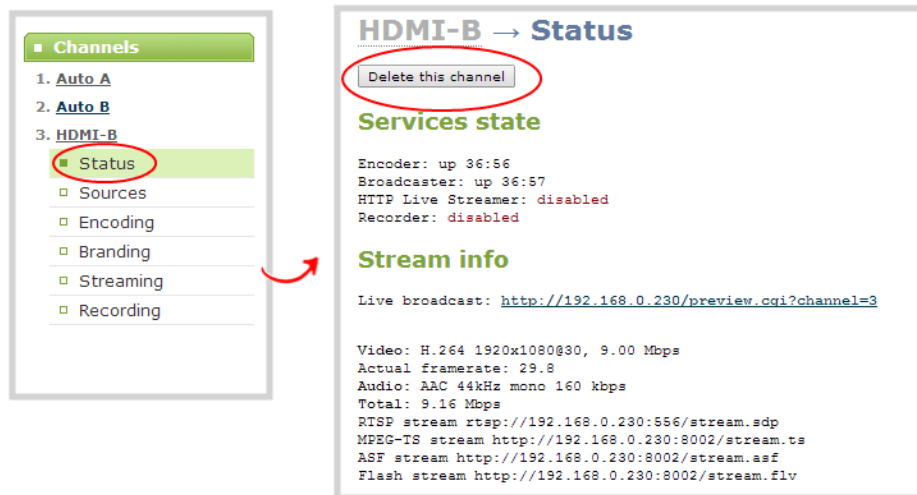 Channels
1. Auto A
2. Auto B
3. HDMI-B
Status
Sources
Encoding
Branding
Streaming
Recording
HDMI-B → Status
Delete this channel
Services state
Encoder: up 36:56
Broadcaster: up 36:57
HTTP Live Streamer: disabled
Recorder: disabled
Stream info
Live broadcast: http://192.168.0.230/preview.cgi?channel=3
Video: H.264 1920x1080@30, 9.00 Mbps
Actual framerate: 29.8
Audio: AAC 44kHz mono 160 kbps
Total: 9.16 Mbps
RTSP stream rtsp://192.168.0.230:556/stream.sdp
MPEG-TS stream http://192.168.0.230:8002/stream.ts
ASF stream http://192.168.0.230:8002/stream.asf
Flash stream http://192.168.0.230:8002/stream.flv